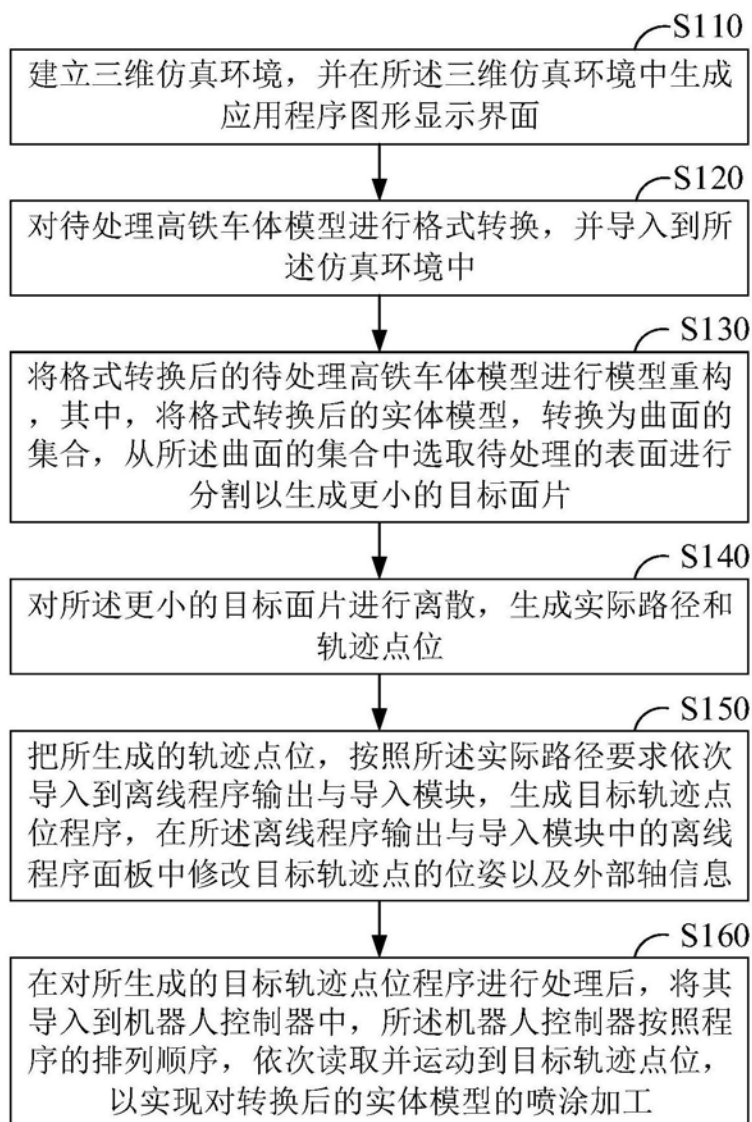 S110
建立三维仿真环境，并在所述三维仿真环境中生成
应用程序图形显示界面
S120
对待处理高铁车体模型进行格式转换，并导入到所
述仿真环境中
S130
将格式转换后的待处理高铁车体模型进行模型重构
，其中，将格式转换后的实体模型，转换为曲面的
集合，从所述曲面的集合中选取待处理的表面进行
分割以生成更小的目标面片
S140
对所述更小的目标面片进行离散，生成实际路径和
轨迹点位
S150
把所生成的轨迹点位，按照所述实际路径要求依次
导入到离线程序输出与导入模块，生成目标轨迹点
位程序，在所述离线程序输出与导入模块中的离线
程序面板中修改目标轨迹点的位姿以及外部轴信息
S160
在对所生成的目标轨迹点位程序进行处理后，将其
导入到机器人控制器中，所述机器人控制器按照程
序的排列顺序，依次读取并运动到目标轨迹点位，
以实现对转换后的实体模型的喷涂加工